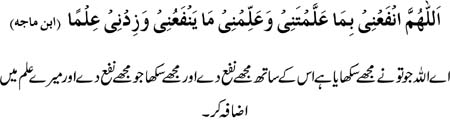 اَللّٰهُمَّ انْفَعْنِىْ بِمَا عَلَّمْتَنِىْ وَعَلِّمْنِىْ مَا يَنْفَعُنِىْ وَزِدْنِىْ عِلْمًا (ابن ماجه)
اے اللہ جو تو نے مجھے سکھایا ہے اس کے ساتھ مجھے نفع دے اور مجھے سکھا جو مجھے نفع دے اور میرے علم میں
اضافہ کر۔